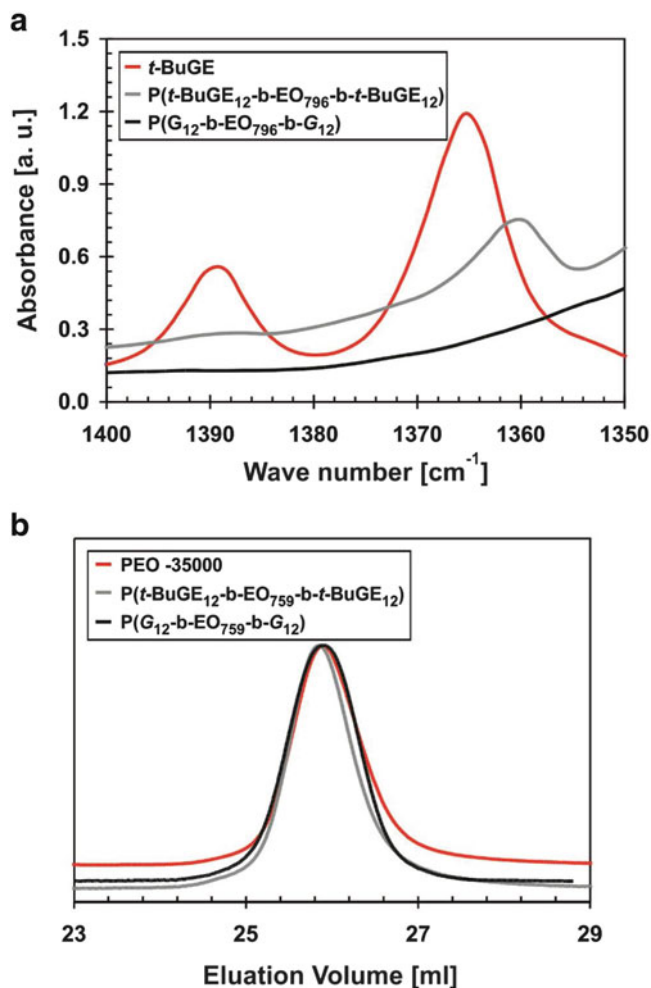 a
1.5
t-BuGE
P(t-BuGE12-b-EO796-b-t-BuGE12)
P(G12-b-EO796-b-G12)
1.2
0.9
0.6
0.3
0.0
Absorbance [a. u.]
1400 1390 1380 1370 1360 1350
Wave number [cm-1]
b
PEO -35000
P(t-BuGE12-b-EO759-b-t-BuGE12)
P(G12-b-EO759-b-G12)
23 25 27 29
Eluation Volume [ml]